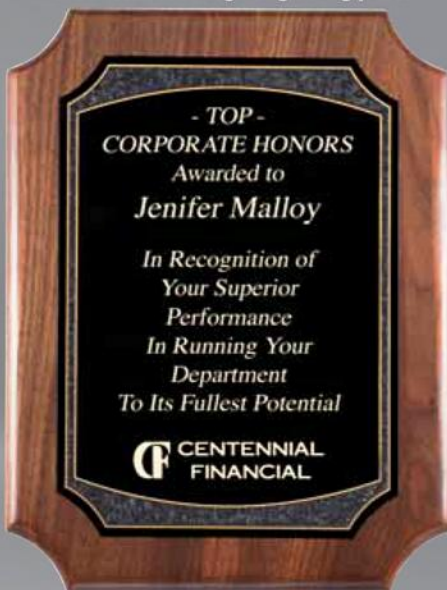 - TOP -
CORPORATE HONORS
Awarded to
Jenifer Malloy
In Recognition of
Your Superior
Performance
In Running Your
Department
To Its Fullest Potential
CENTENNIAL
FINANCIAL